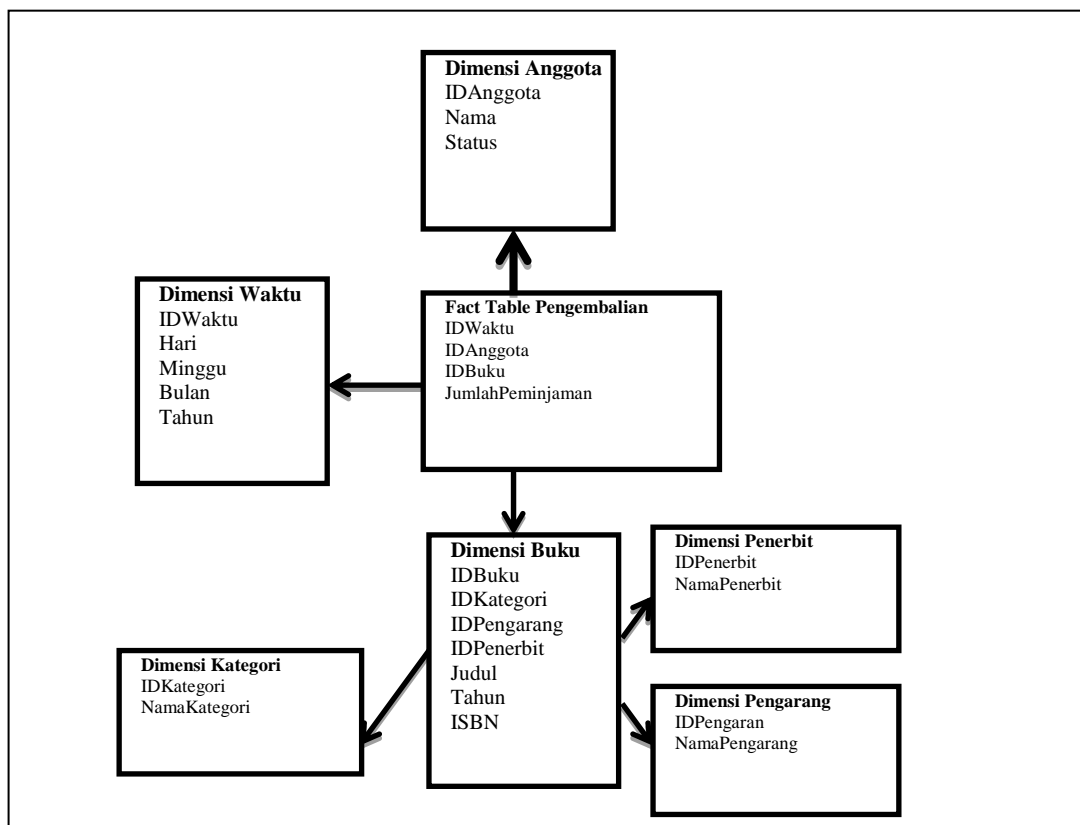 Dimensi Anggota
IDAnggota
Nama
Status
Dimensi Waktu
IDWaktu
Hari
Minggu
Bulan
Tahun
Fact Table Pengembalian
IDWaktu
IDAnggota
IDBuku
JumlahPeminjaman
Dimensi Buku
IDBuku
IDKategori
IDPengarang
IDPenerbit
Judul
Tahun
ISBN
Dimensi Penerbit
IDPenerbit
NamaPenerbit
Dimensi Kategori
IDKategori
NamaKategori
Dimensi Pengarang
IDPengaran
NamaPengarang